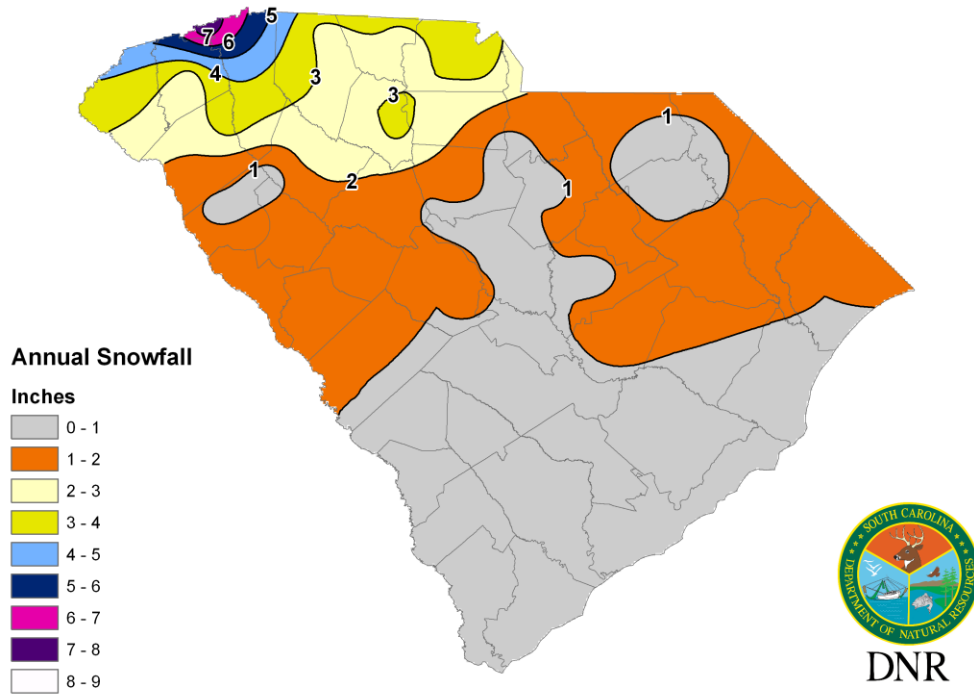 5
7
6
4
3
3
1
1
2
1
Annual Snowfall
Inches
0 - 1
1 - 2
2 - 3
3 - 4
4 - 5
5 - 6
6 - 7
7 - 8
8 - 9
SOUTH CAROLINA
DEPARTMENT OF NATURAL RESOURCES
DNR